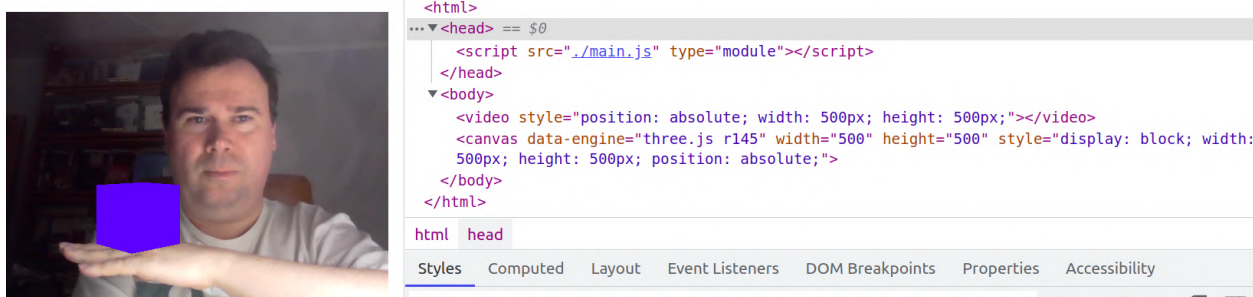 <html>
<head> == $0
<script src="./main.js" type="module"></script>
</head>
<body>
<video style="position: absolute; width: 500px; height: 500px;"></video>
<canvas data-engine="three.js r145" width="500" height="500" style="display: block; width:
500px; height: 500px; position: absolute;">
</body>
</html>
html head
Styles Computed Layout Event Listeners DOM Breakpoints Properties Accessibility